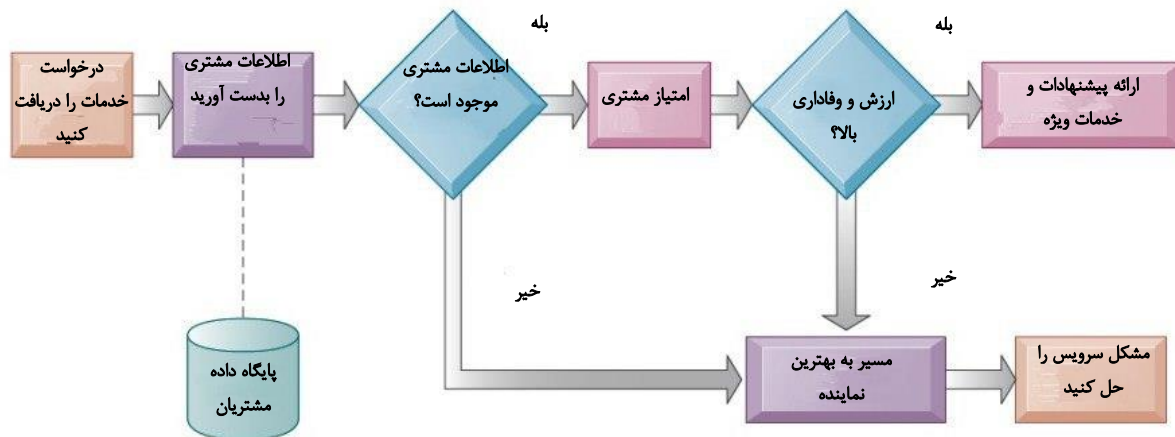 درخواست
خدمات را دریافت
کنید
اطلاعات مشتری
را بدست آورید
اطلاعات مشتری
موجود است؟
بله
امتیاز مشتری
ارزش و وفاداری
بالا؟
بله
ارائه پیشنهادات و
خدمات ویژه
خیر
خیر
پایگاه داده
مشتریان
مسیر به بهترین
نماینده
مشکل سرویس را
حل کنید